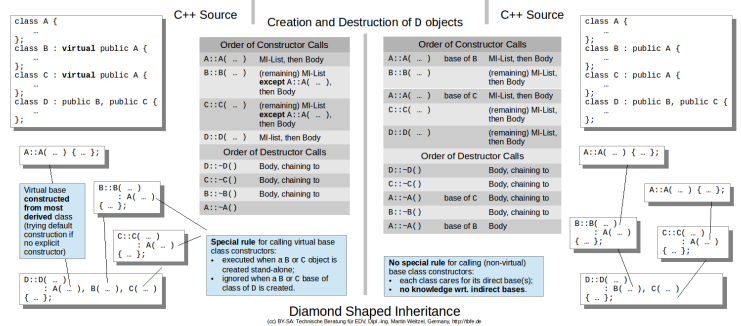 C++ Source
Creation and Destruction of D objects
C++ Source
class A {
…
};
class B : virtual public A {
…
};
class C : virtual public A {
…
};
class D : public B, public C {
…
};
A::A( … ) { … };
Virtual base
constructed
from most
derived class
(trying default
construction if
no explicit
constructor)
B::B( … )
: A( … )
{ … };
C::C( … )
: A( … )
{ … };
D::D( … )
: A( … ), B( … ), C( … )
{ … };
Order of Constructor Calls
A::A( … ) MI-List, then Body
B::B( … ) (remaining) MI-List
except A::A( … ),
then Body
C::C( … ) (remaining) MI-List
except A::A( … ),
then Body
D::D( … ) MI-list, then Body
Order of Destructor Calls
D::~D() Body, chaining to
C::~C() Body, chaining to
B::~B() Body, chaining to
A::~A()
Special rule for calling virtual base
class constructors:
• executed when a B or C object is
created stand-alone;
• ignored when a B or C base of
class of D is created.
Order of Constructor Calls
A::A( … ) base of B MI-List, then Body
B::B( … ) (remaining) MI-List,
then Body
A::A( … ) base of C MI-List, then Body
C::C( … ) (remaining) MI-List,
then Body
D::D( … ) (remaining) MI-List,
then Body
Order of Destructor Calls
D::~D() Body, chaining to
C::~C() Body, chaining to
A::~A() base of C Body, chaining to
B::~B() Body, chaining to
A::~A() base of B Body
No special rule for calling (non-virtual)
base class constructors:
• each class cares for its direct base(s);
• no knowledge wrt. indirect bases.
class A {
…
};
class B : public A {
…
};
class C : public A {
…
};
class D : public B, public C {
…
};
A::A( … ) { … };
A::A( … ) { … };
B::B( … )
: A( … )
{ … };
C::C( … )
: A( … )
{ … };
D::D( … )
: B( … ), C( … )
{ … };
Diamond Shaped Inheritance
(cc) BY-SA: Technische Beratung für EDV, Dipl.-Ing. Martin Weitzel, Germany, http://tbfe.de